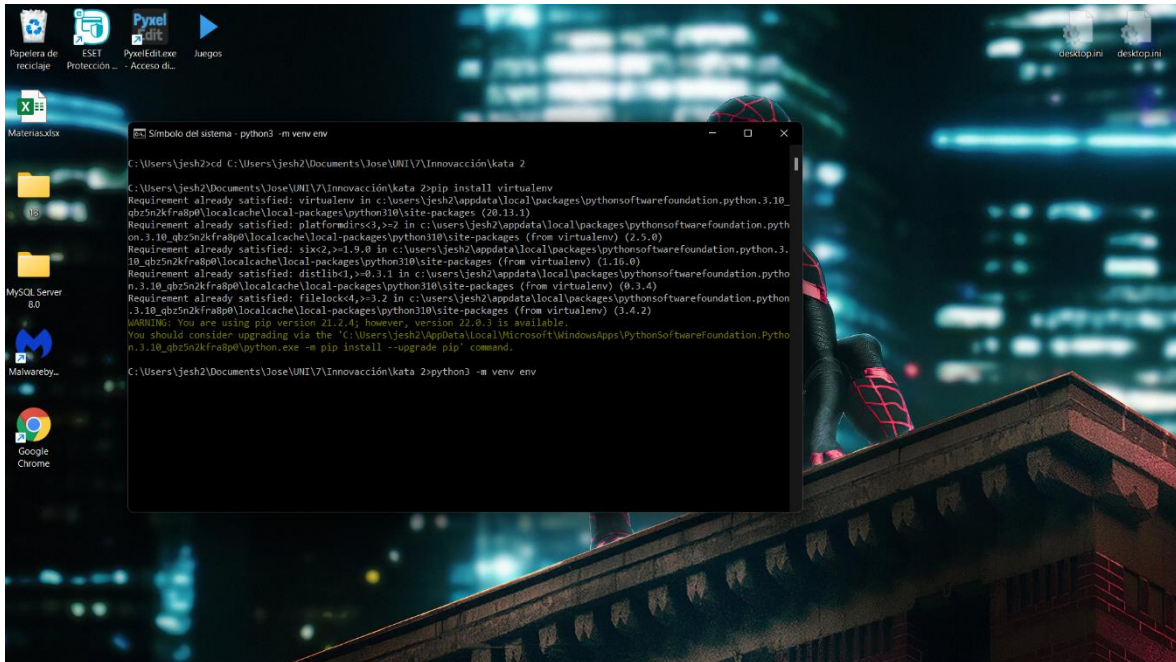 Papelera de
reciclaje
ESET
Protección ...
Pyxel
Edit
PyxelEdit.exe
- Acceso di...
Juegos
desktop.ini
desktop.ini
Materias.xlsx
MySQL Server
8.0
Malwareby...
Google
Chrome
Símbolo del sistema - python3 -m venv env
C:\Users\jesh2>cd C:\Users\jesh2\Documents\Jose\UNI\7\Innovacción\kata 2
C:\Users\jesh2\Documents\Jose\UNI\7\Innovacción\kata 2>pip install virtualenv
Requirement already satisfied: virtualenv in c:\users\jesh2\appdata\local\packages\pythonsoftwarefoundation.python.3.10_
qbz5n2kfra8p0\localcache\local-packages\python310\site-packages (20.13.1)
Requirement already satisfied: platformdirs<3,>=2 in c:\users\jesh2\appdata\local\packages\pythonsoftwarefoundation.pyth
on.3.10_qbz5n2kfra8p0\localcache\local-packages\python310\site-packages (from virtualenv) (2.5.0)
Requirement already satisfied: six<2,>=1.9.0 in c:\users\jesh2\appdata\local\packages\pythonsoftwarefoundation.python.3.
10_qbz5n2kfra8p0\localcache\local-packages\python310\site-packages (from virtualenv) (1.16.0)
Requirement already satisfied: distlib<1,>=0.3.1 in c:\users\jesh2\appdata\local\packages\pythonsoftwarefoundation.pytho
n.3.10_qbz5n2kfra8p0\localcache\local-packages\python310\site-packages (from virtualenv) (0.3.4)
Requirement already satisfied: filelock<4,>=3.2 in c:\users\jesh2\appdata\local\packages\pythonsoftwarefoundation.python
.3.10_qbz5n2kfra8p0\localcache\local-packages\python310\site-packages (from virtualenv) (3.4.2)
WARNING: You are using pip version 21.2.4; however, version 22.0.3 is available.
You should consider upgrading via the 'C:\Users\jesh2\AppData\Local\Microsoft\WindowsApps\PythonSoftwareFoundation.Pytho
n.3.10_qbz5n2kfra8p0\python.exe -m pip install --upgrade pip' command.
C:\Users\jesh2\Documents\Jose\UNI\7\Innovacción\kata 2>python3 -m venv env